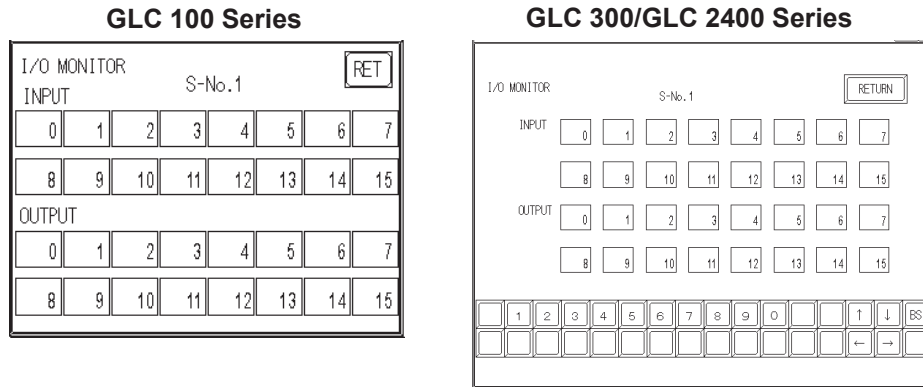 GLC 100 Series
I/O MONITOR
RET
S-No.1
INPUT
0 1 2 3 4 5 6 7
8 9 10 11 12 13 14 15
OUTPUT
0 1 2 3 4 5 6 7
8 9 10 11 12 13 14 15
GLC 300/GLC 2400 Series
I/O MONITOR
S-No.1
RETURN
INPUT
0 1 2 3 4 5 6 7
8 9 10 11 12 13 14 15
OUTPUT
0 1 2 3 4 5 6 7
8 9 10 11 12 13 14 15
1 2 3 4 5 6 7 8 9 0 ↑ ↓ BS
← →